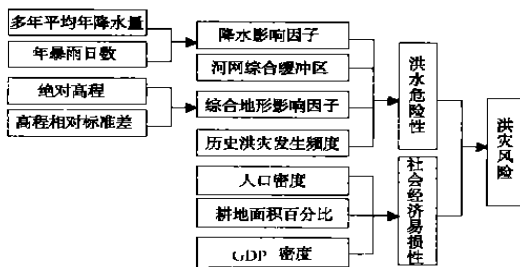 多年平均年降水量
年暴雨日数
绝对高程
高程相对标准差
降水影响因子
河网综合缓冲区
综合地形影响因子
历史洪灾发生频度
人口密度
耕地面积百分比
GDP 密度
洪水危险性
社会经济易损性
洪灾风险